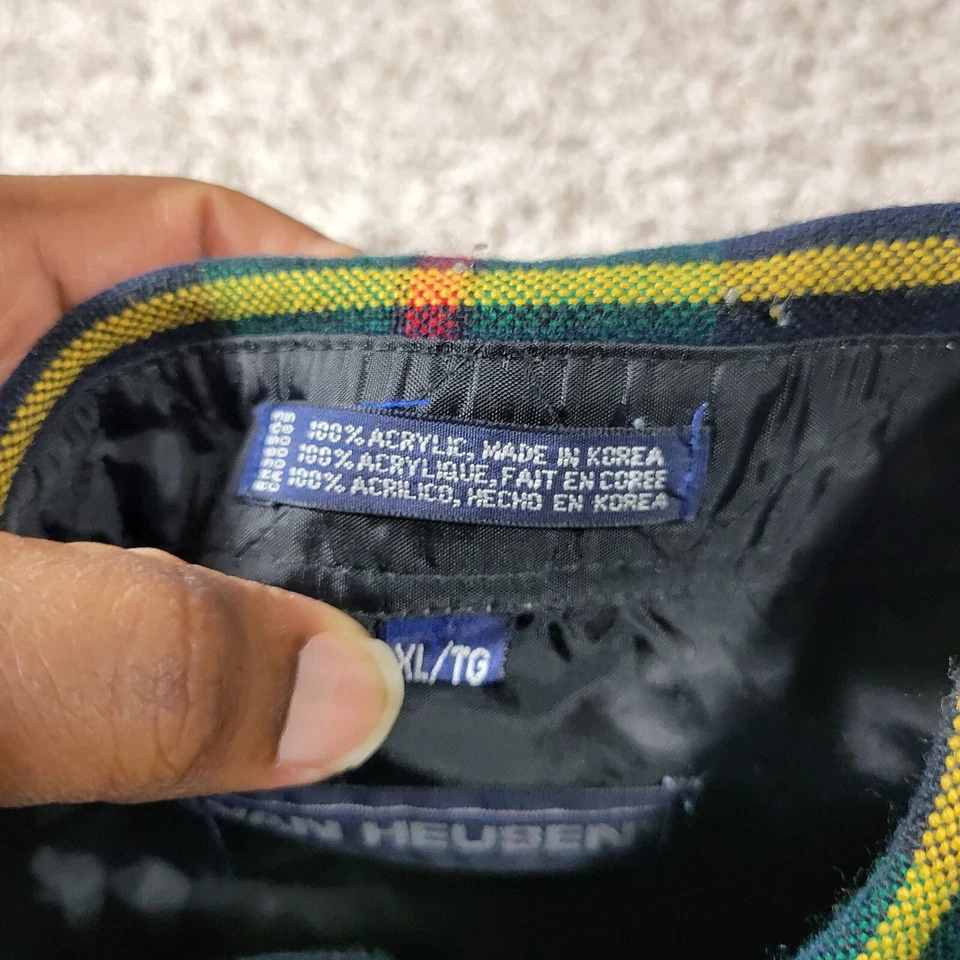 100% ACRYLIC, MADE IN KOREA
100% ACRYLIQUE, FAIT EN COREE
100% ACRILICO, HECHO EN KOREA
XL/TG
VAN HEUSEN